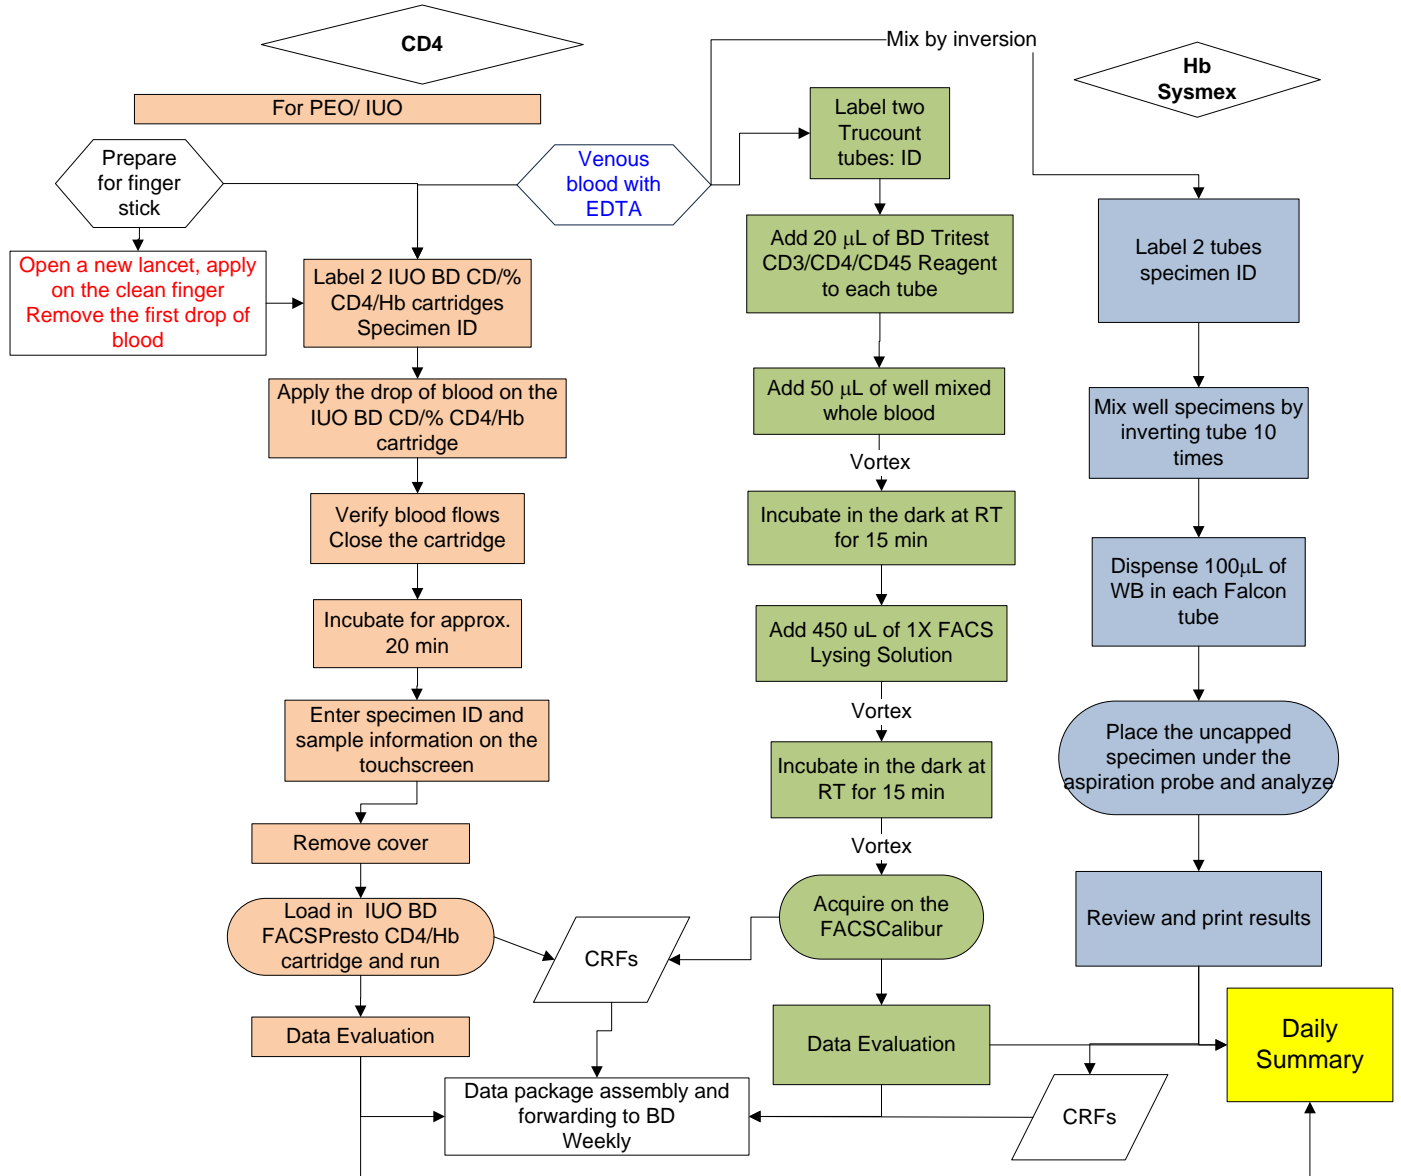 CD4
Mix by inversion
Hb
Sysmex
For PEO/ IUO
Prepare
for finger
stick
Venous
blood with
EDTA
Label two
Trucount
tubes: ID
Open a new lancet, apply
on the clean finger
Remove the first drop of
blood
Label 2 IUO BD CD/%
CD4/Hb cartridges
Specimen ID
Apply the drop of blood on the
IUO BD CD/% CD4/Hb
cartridge
Verify blood flows
Close the cartridge
Incubate for approx.
20 min
Enter specimen ID and
sample information on the
touchscreen
Remove cover
Load in  IUO BD
FACSPresto CD4/Hb
cartridge and run
Data Evaluation
Add 20 μL of BD Tritest
CD3/CD4/CD45 Reagent
to each tube
Add 50 μL of well mixed
whole blood
Vortex
Incubate in the dark at RT
for 15 min
Add 450 uL of 1X FACS
Lysing Solution
Vortex
Incubate in the dark at
RT for 15 min
Vortex
Acquire on the
FACSCalibur
CRFs
Data Evaluation
Data package assembly and
forwarding to BD
Weekly
Label 2 tubes
specimen ID
Mix well specimens by
inverting tube 10
times
Dispense 100μL of
WB in each Falcon
tube
Place the uncapped
specimen under the
aspiration probe and analyze
Review and print results
Daily
Summary
CRFs